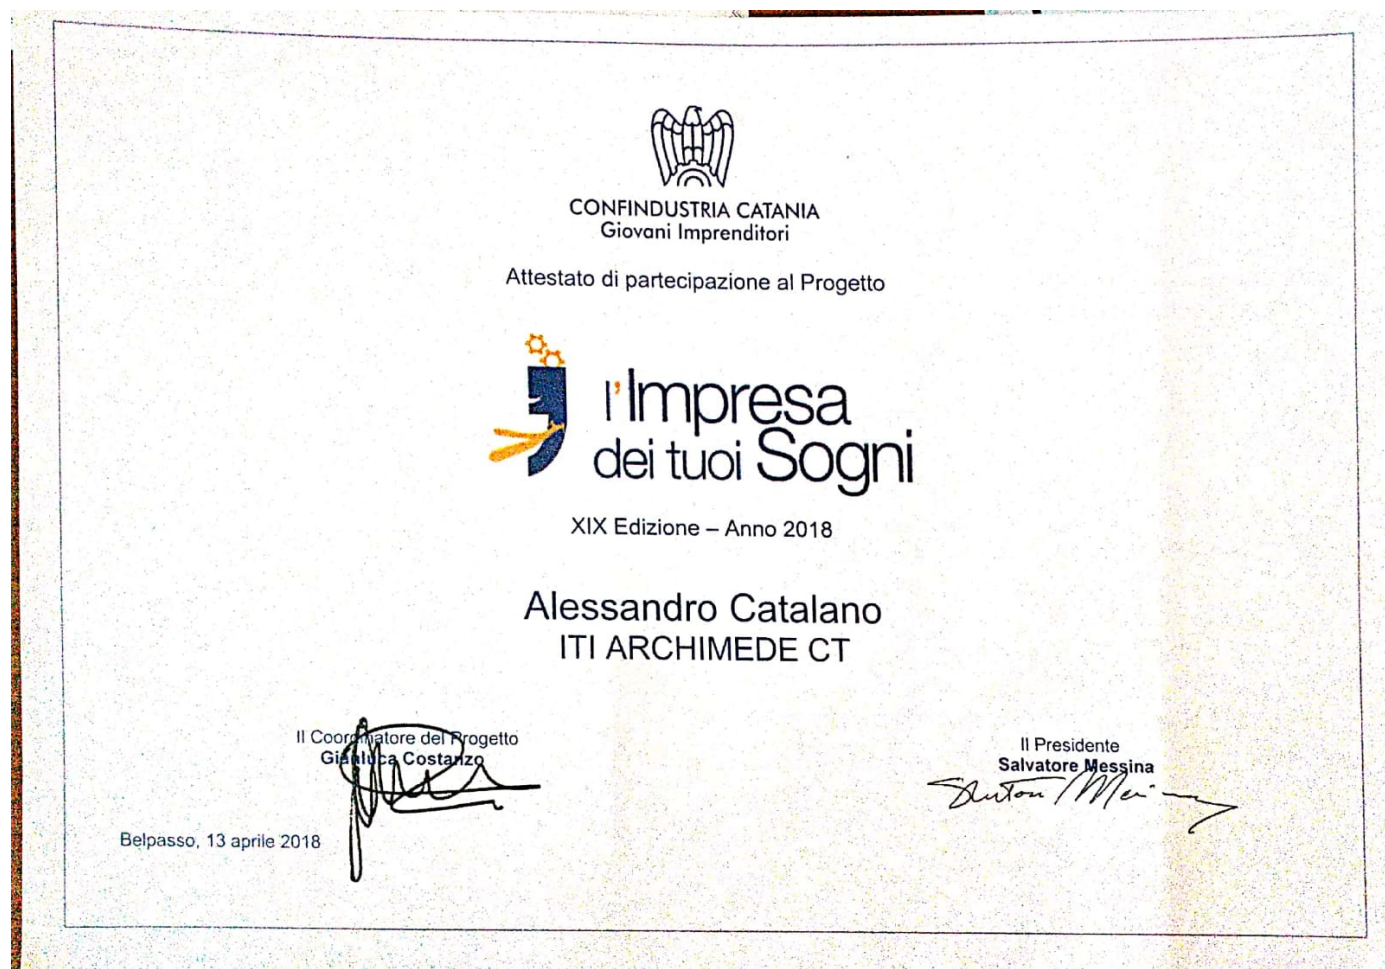 CONFINDUSTRIA CATANIA
Giovani Imprenditori
Attestato di partecipazione al Progetto
l'Impresa
dei tuoi Sogni
XIX Edizione – Anno 2018
Alessandro Catalano
ITI ARCHIMEDE CT
Il Coordinatore del Progetto
Gianluca Costanzo
Il Presidente
Salvatore Messina
Belpasso, 13 aprile 2018